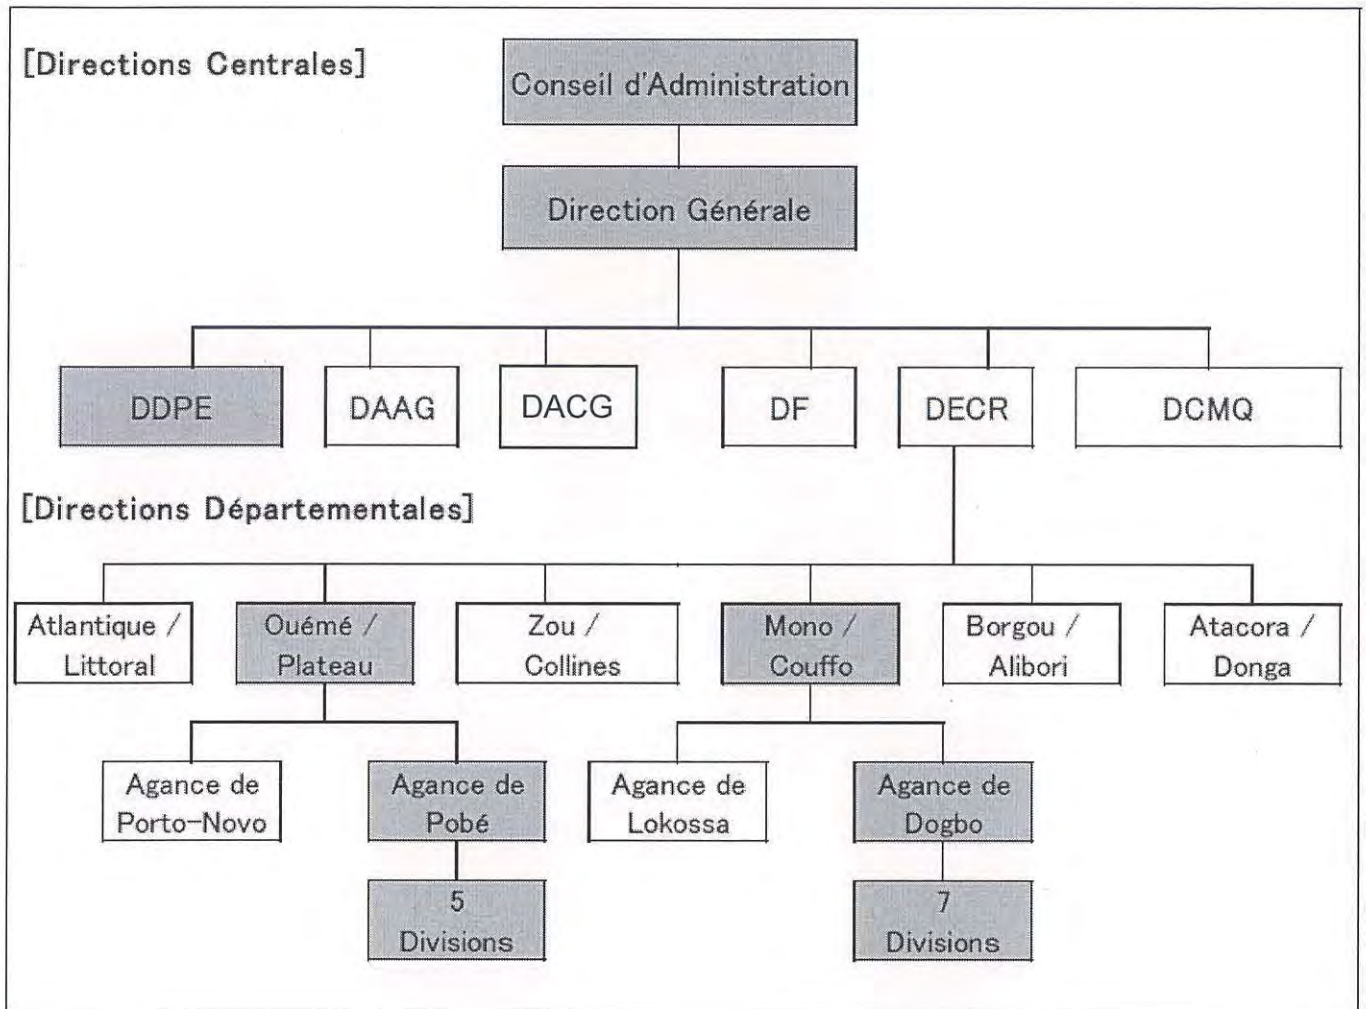 [Directions Centrales]
Conseil d'Administration
Direction Générale
DDPE
DAAG
DACG
DF
DECR
DCMQ
[Directions Départementales]
Atlantique /
Littoral
Ouémé /
Plateau
Zou /
Collines
Mono /
Couffo
Borgou /
Alibori
Atacora /
Donga
Agance de
Porto-Novo
Agance de
Pobé
Agance de
Lokossa
Agance de
Dogbo
5
Divisions
7
Divisions